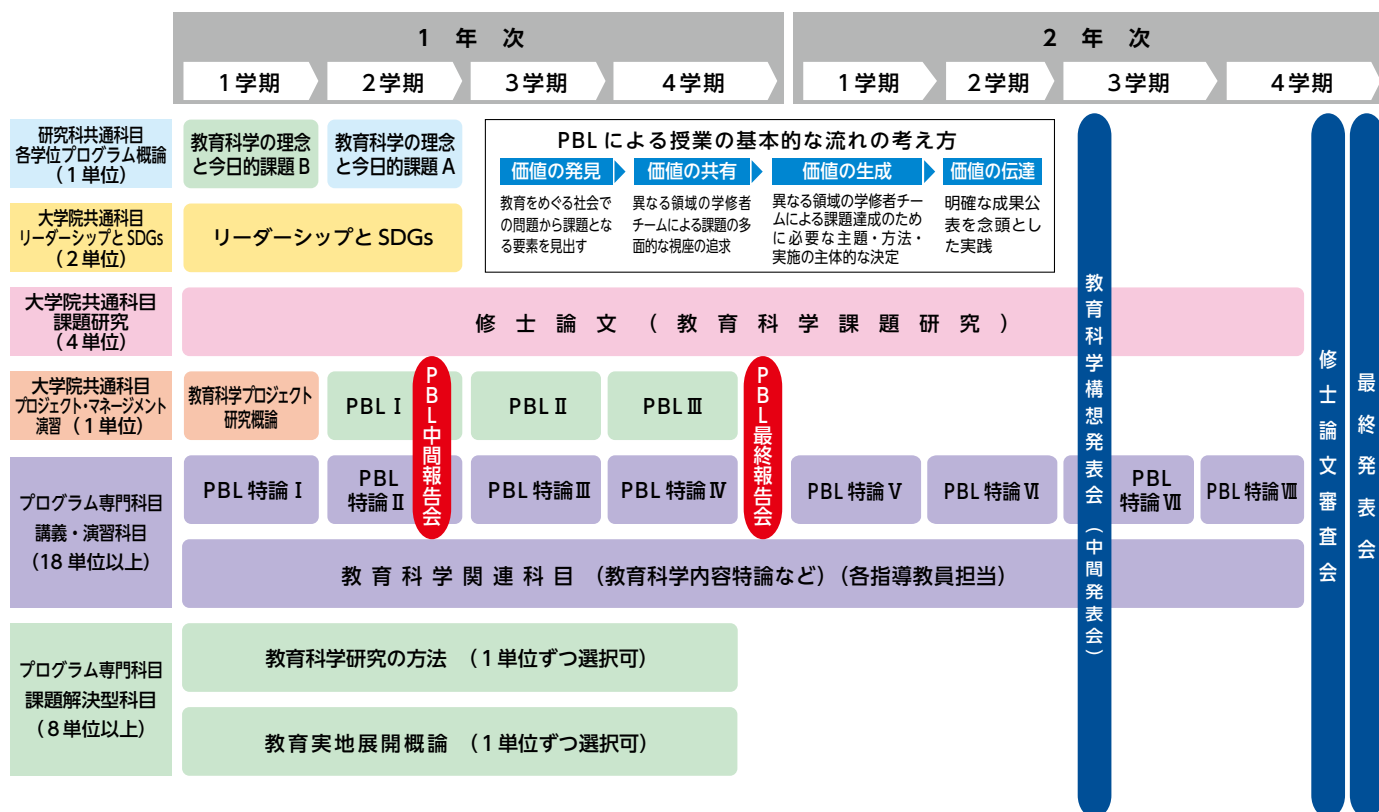 1 年 次
2 年 次
1学期
2学期
3学期
4学期
1学期
2学期
3学期
4学期
研究科共通科目
各学位プログラム概論
(1単位)
教育科学の理念
と今日的課題 B
教育科学の理念
と今日的課題 A
PBL による授業の基本的な流れの考え方
価値の発見
教育をめぐる社会で
の問題から課題とな
る要素を見出す
価値の共有
異なる領域の学修者
チームによる課題の多
面的な視座の追求
価値の生成
異なる領域の学修者チー
ムによる課題達成のため
に必要な主題・方法・
実施の主体的な決定
価値の伝達
明確な成果公
表を念頭とし
た実践
大学院共通科目
リーダーシップとSDGs
(2単位)
リーダーシップと SDGs
大学院共通科目
課題研究
(4単位)
修 士 論 文 ( 教 育 科 学 課 題 研 究 )
大学院共通科目
プロジェクト・マネージメント
演習(1単位)
教育科学プロジェクト
研究概論
PBL Ⅰ
PBL中間報告会
PBL Ⅱ
PBL Ⅲ
PBL最終報告会
プログラム専門科目
講義・演習科目
(18単位以上)
PBL 特論 Ⅰ
PBL
特論 Ⅱ
PBL 特論 Ⅲ
PBL 特論 Ⅳ
PBL 特論 Ⅴ
PBL 特論 Ⅵ
PBL
特論 Ⅶ
PBL 特論 Ⅷ
教 育 科 学 関 連 科 目 (教育科学内容特論など)(各指導教員担当)
プログラム専門科目
課題解決型科目
(8単位以上)
教育科学研究の方法 (1単位ずつ選択可)
教育実地展開概論 (1単位ずつ選択可)
教育科学構想発表会(中間発表会)
修士論文審査会
最終発表会